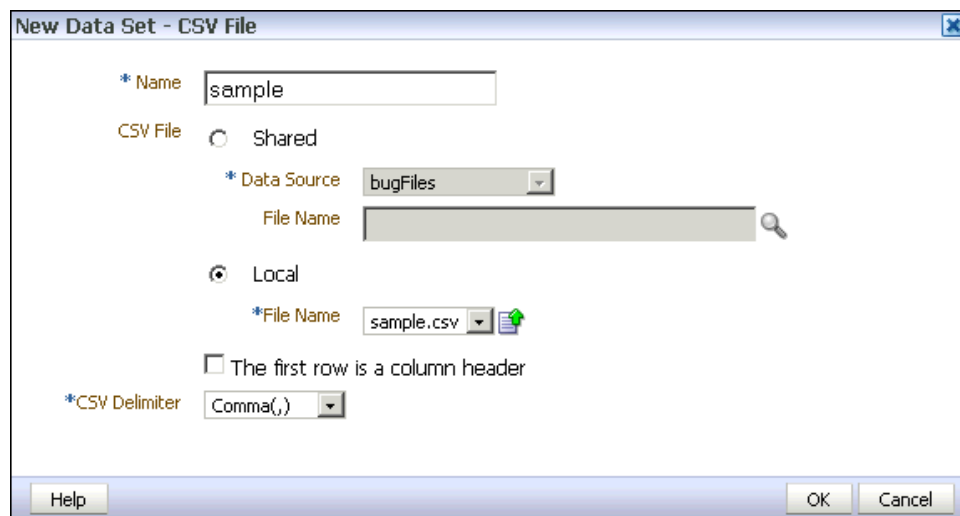 New Data Set - CSV File
* Name sample
CSV File Shared
* Data Source bugFiles
File Name
Local
*File Name sample.csv
The first row is a column header
*CSV Delimiter Comma(,)
Help OK Cancel